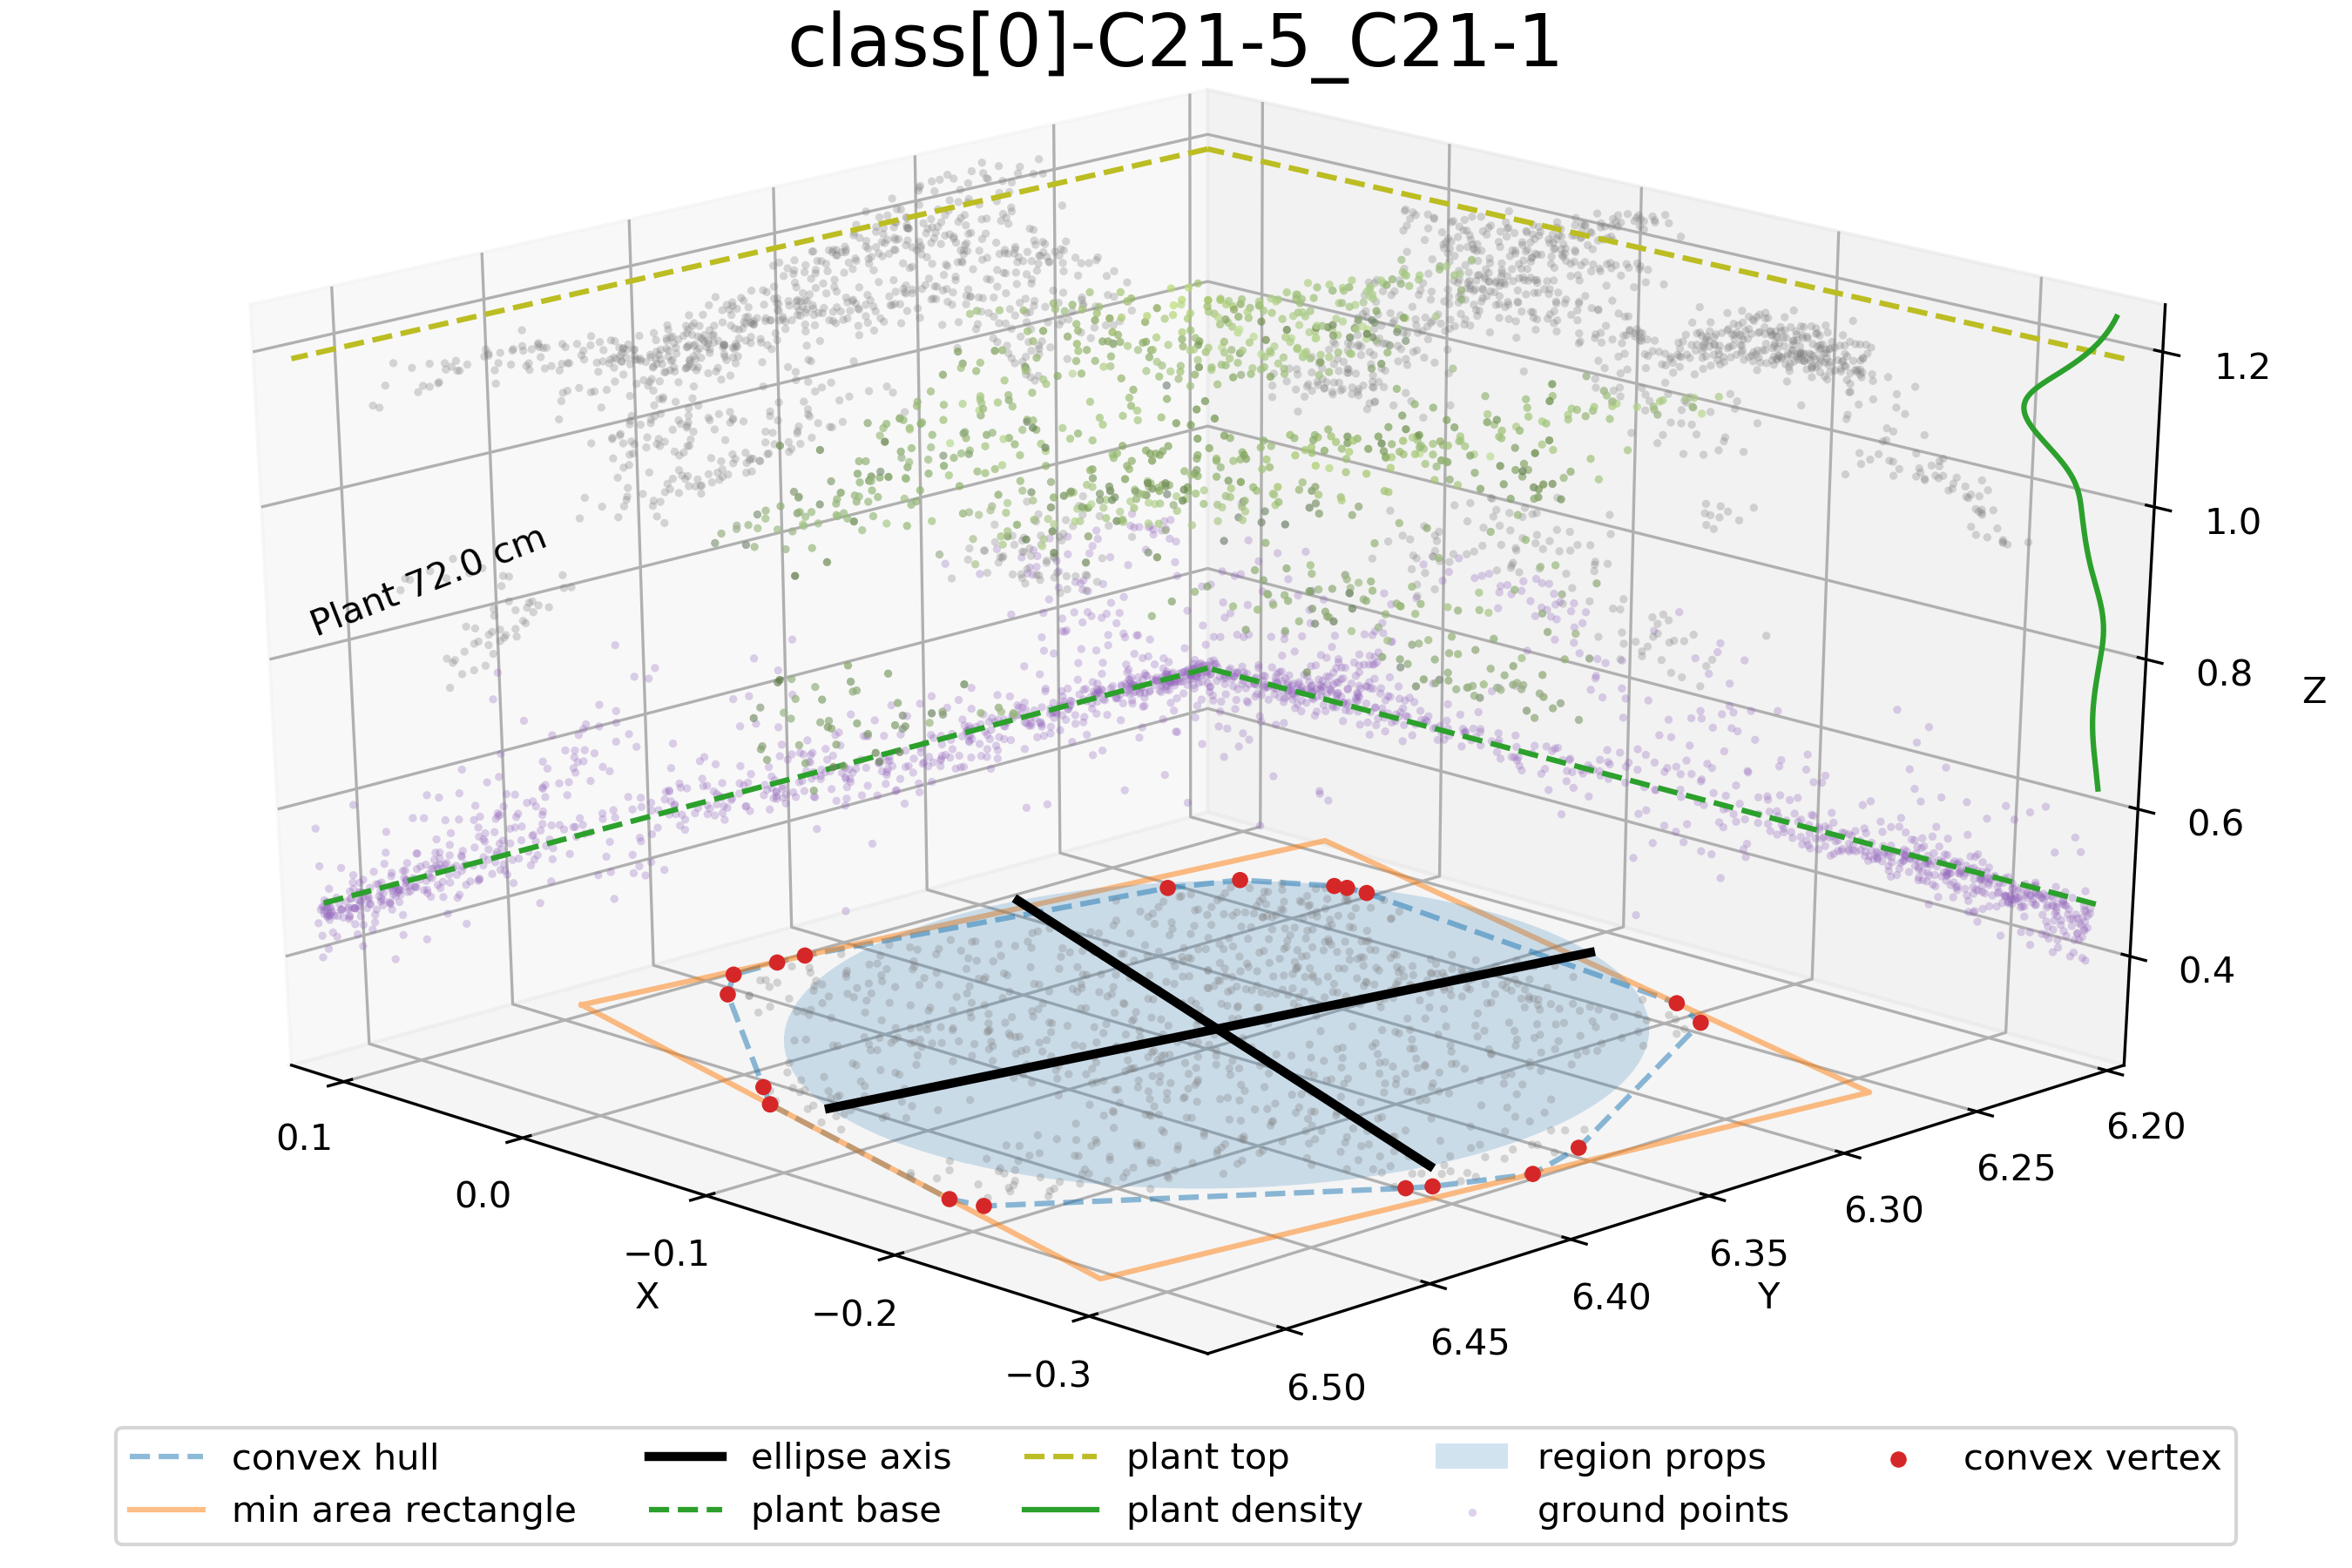 class[0]-C21-5_C21-1
Plant 72.0 cm
1.2
1.0
0.8
Z
0.6
0.4
0.1
0.0
−0.1
X
−0.2
−0.3
6.20
6.25
6.30
6.35
Y
6.40
6.45
6.50
convex hull
min area rectangle
ellipse axis
plant base
plant top
plant density
region props
ground points
convex vertex